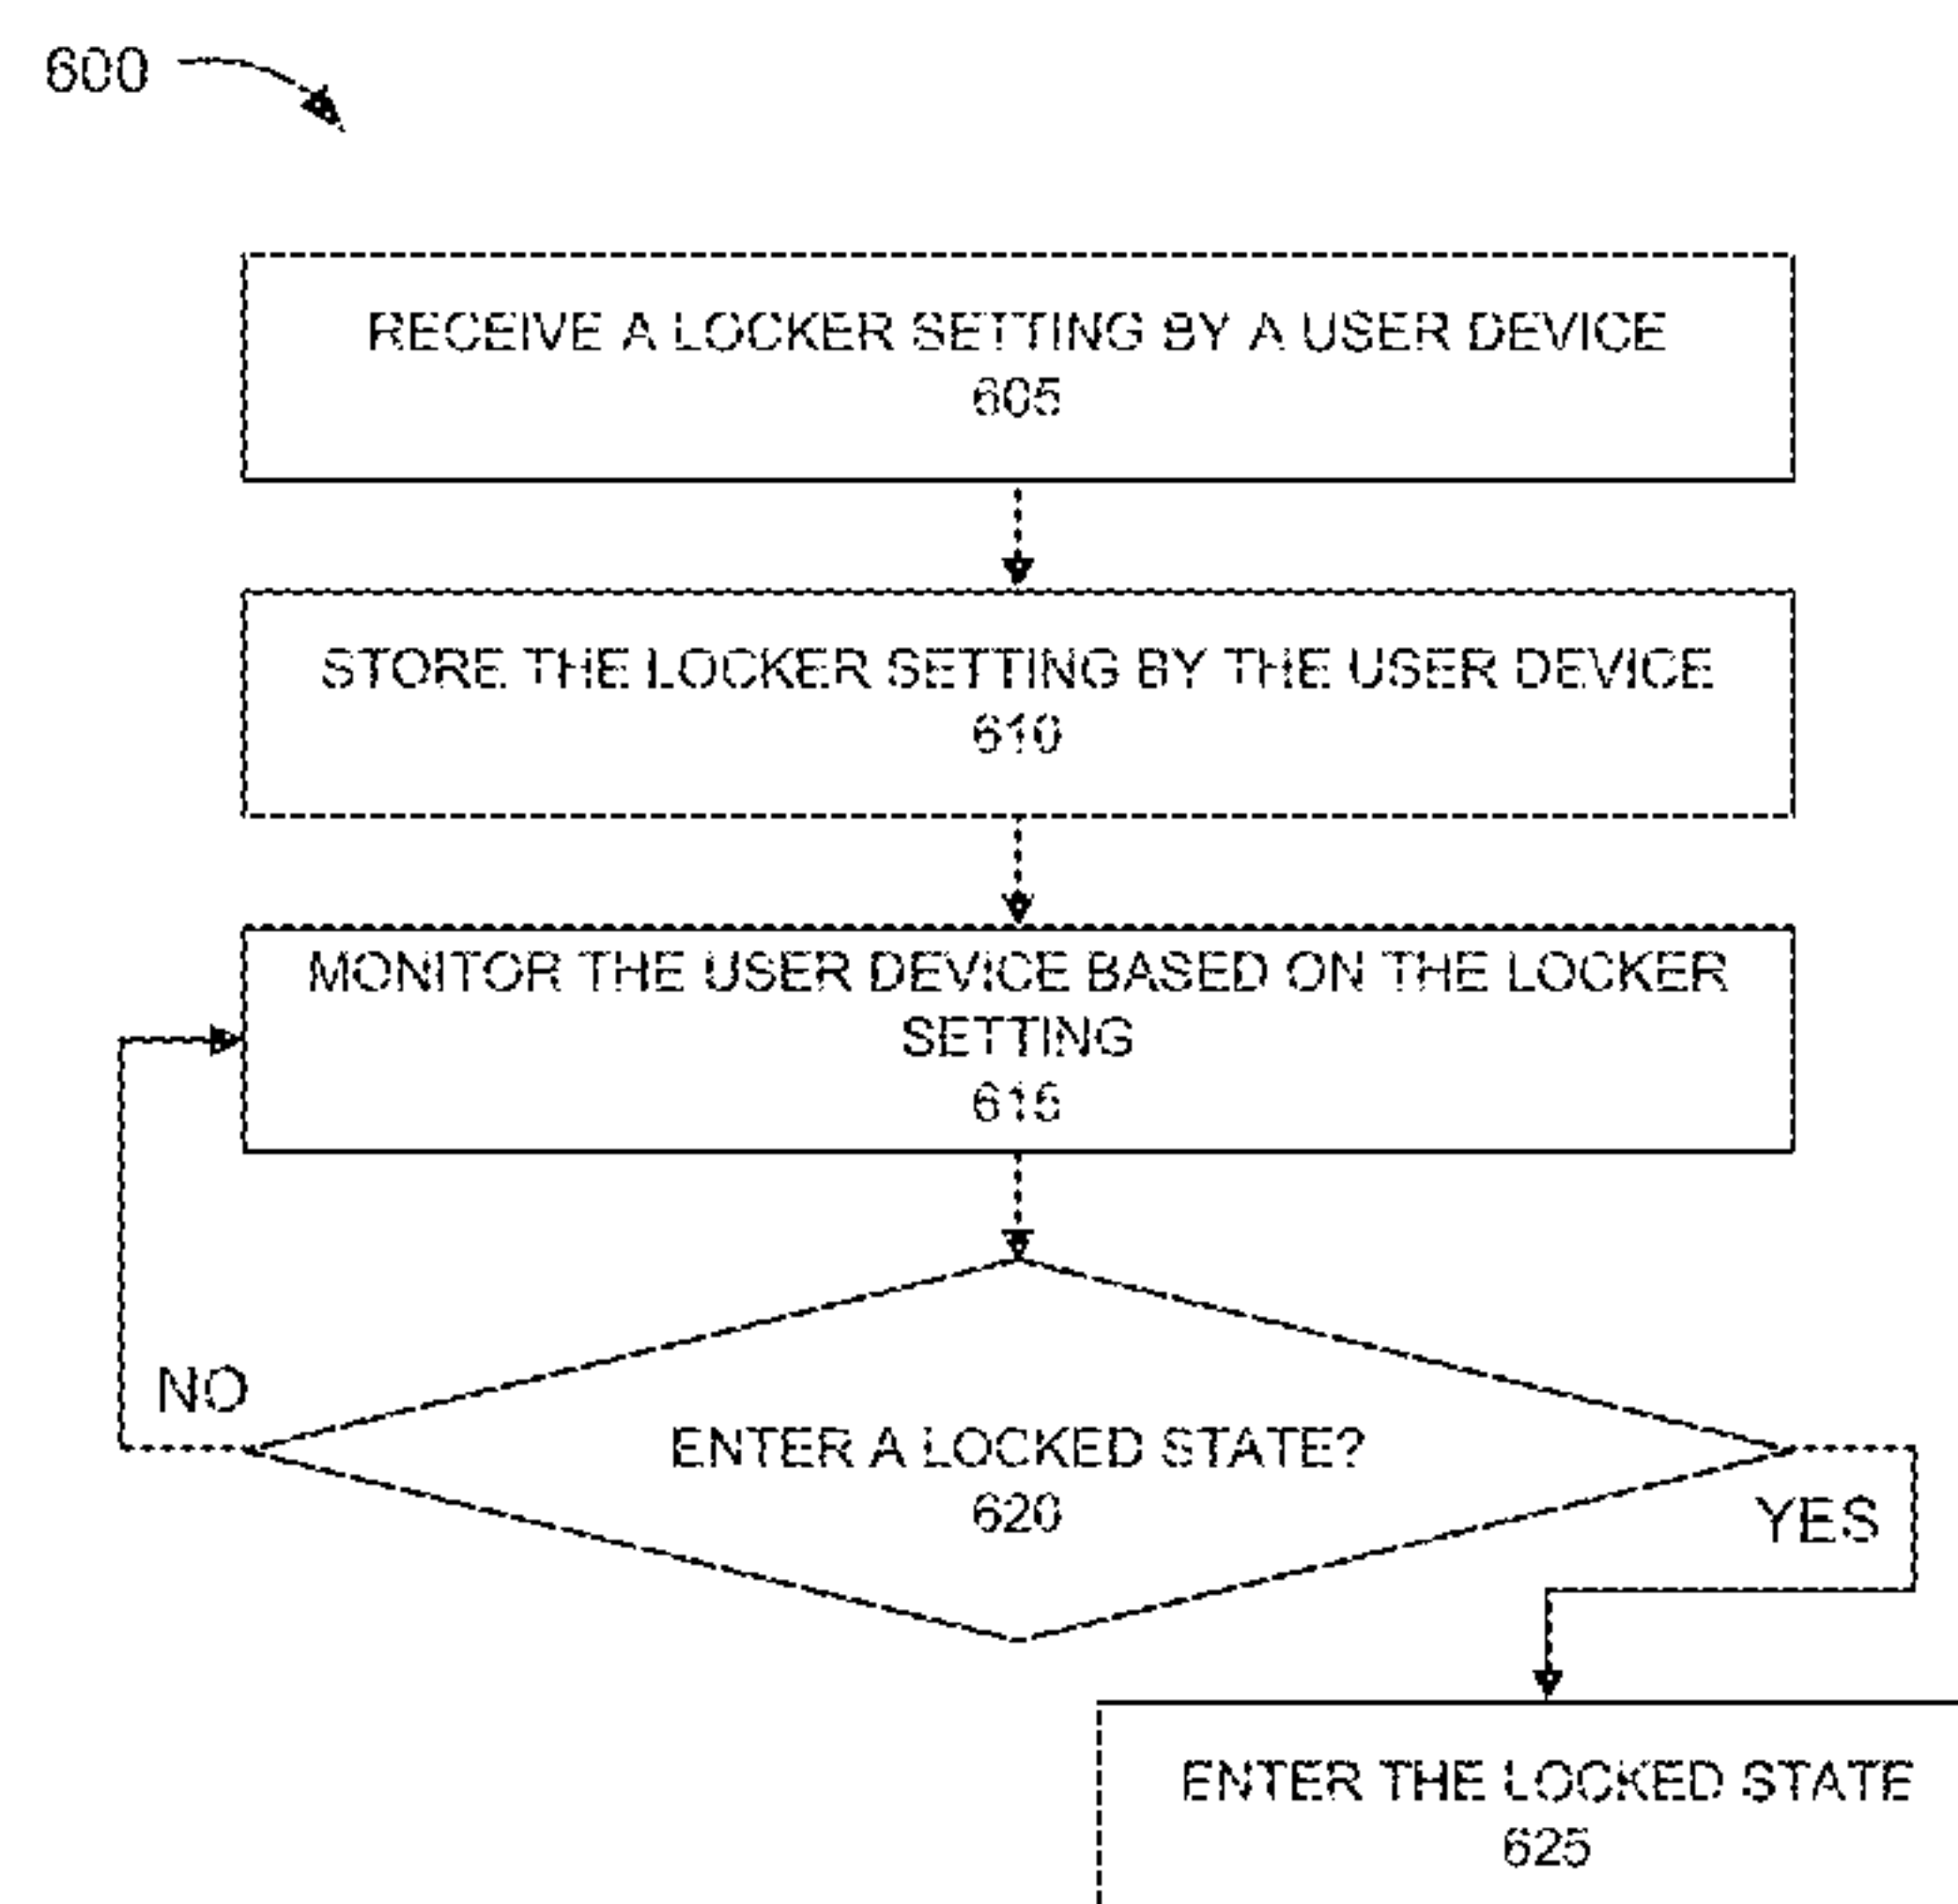 600
RECEIVE A LOCKER SETTING BY A USER DEVICE
605
STORE THE LOCKER SETTING BY THE USER DEVICE
610
MONITOR THE USER DEVICE BASED ON THE LOCKER
SETTING
615
NO
ENTER A LOCKED STATE?
620
YES
ENTER THE LOCKED STATE
625